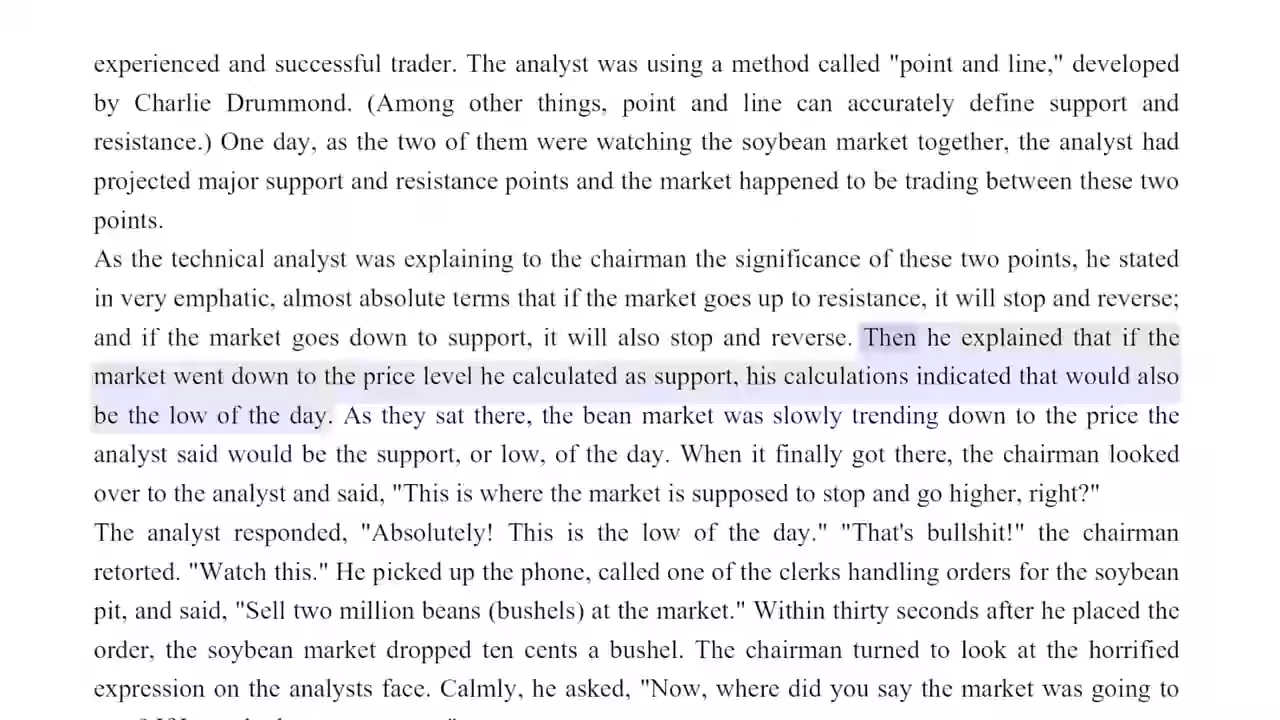 experienced and successful trader. The analyst was using a method called "point and line," developed
by Charlie Drummond. (Among other things, point and line can accurately define support and
resistance.) One day, as the two of them were watching the soybean market together, the analyst had
projected major support and resistance points and the market happened to be trading between these two
points.
As the technical analyst was explaining to the chairman the significance of these two points, he stated
in very emphatic, almost absolute terms that if the market goes up to resistance, it will stop and reverse;
and if the market goes down to support, it will also stop and reverse. Then he explained that if the
market went down to the price level he calculated as support, his calculations indicated that would also
be the low of the day. As they sat there, the bean market was slowly trending down to the price the
analyst said would be the support, or low, of the day. When it finally got there, the chairman looked
over to the analyst and said, "This is where the market is supposed to stop and go higher, right?"
The analyst responded, "Absolutely! This is the low of the day." "That's bullshit!" the chairman
retorted. "Watch this." He picked up the phone, called one of the clerks handling orders for the soybean
pit, and said, "Sell two million beans (bushels) at the market." Within thirty seconds after he placed the
order, the soybean market dropped ten cents a bushel. The chairman turned to look at the horrified
expression on the analysts face. Calmly, he asked, "Now, where did you say the market was going to